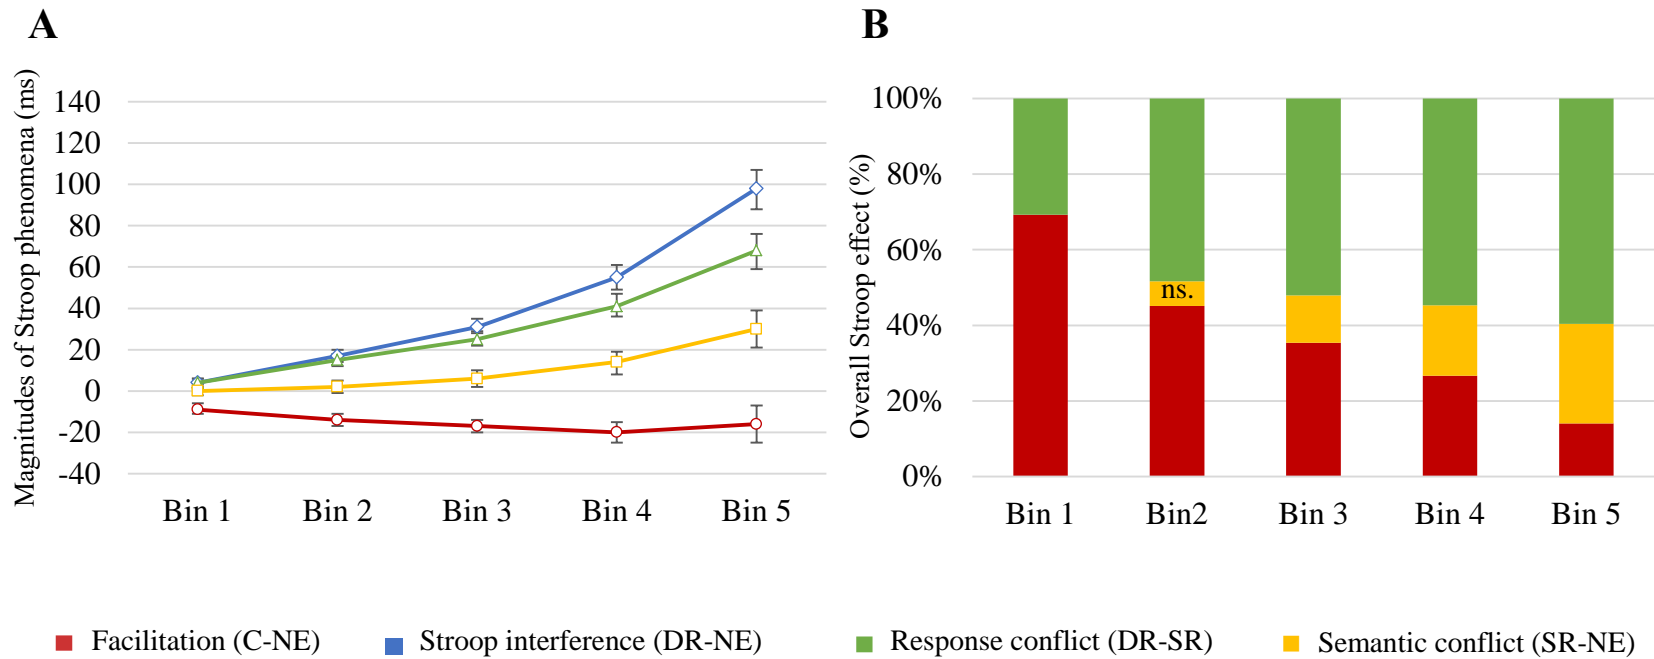 A
Magnitudes of Stroop phenomena (ms)
140
120
100
80
60
40
20
0
-20
-40
Bin 1 Bin 2 Bin 3 Bin 4 Bin 5
B
Overall Stroop effect (%)
100%
80%
60%
40%
20%
0%
ns.
Bin 1 Bin2 Bin 3 Bin 4 Bin 5
Facilitation (C-NE) Stroop interference (DR-NE) Response conflict (DR-SR) Semantic conflict (SR-NE)